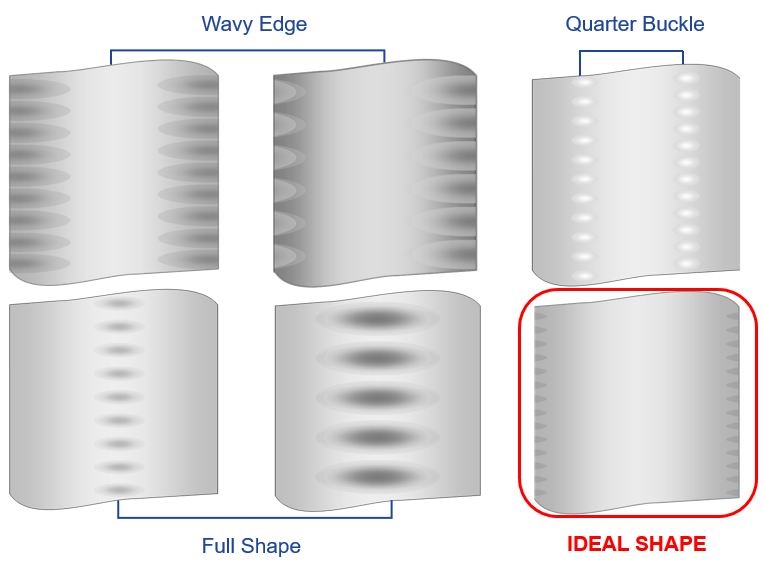 Wavy Edge
Quarter Buckle
Full Shape
IDEAL SHAPE